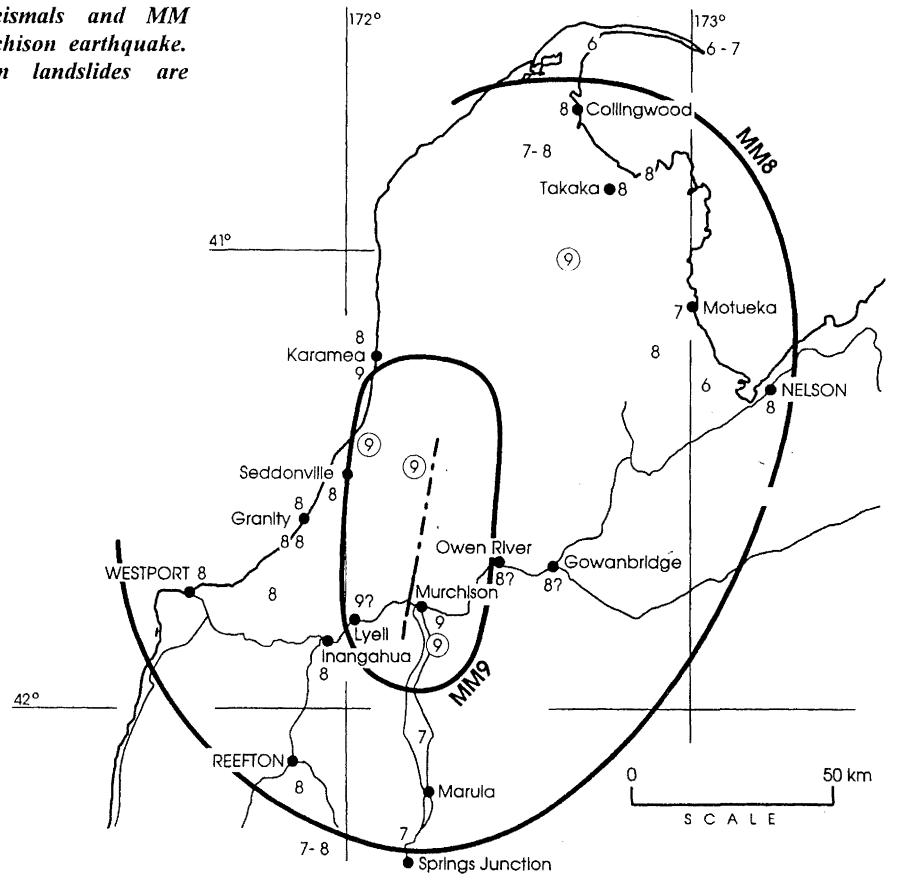 eismals and MM
chison earthquake.
n landslides are
172°
173°
6
6 - 7
8 Collingwood
MM8
7- 8
8
Takaka 8
41°
9
7 Motueka
8
Karamea
8
9
6
NELSON
8
9
9
Seddonville
8
8
Granity
8 8
Owen River
8?
Gowanbridge
8?
WESTPORT 8
8
9?
Murchison
9
Lyell
9
Inangahua
8
MM9
42°
7
REEFTON
8
0 50 km
SCALE
Maruia
7
7- 8
Springs Junction